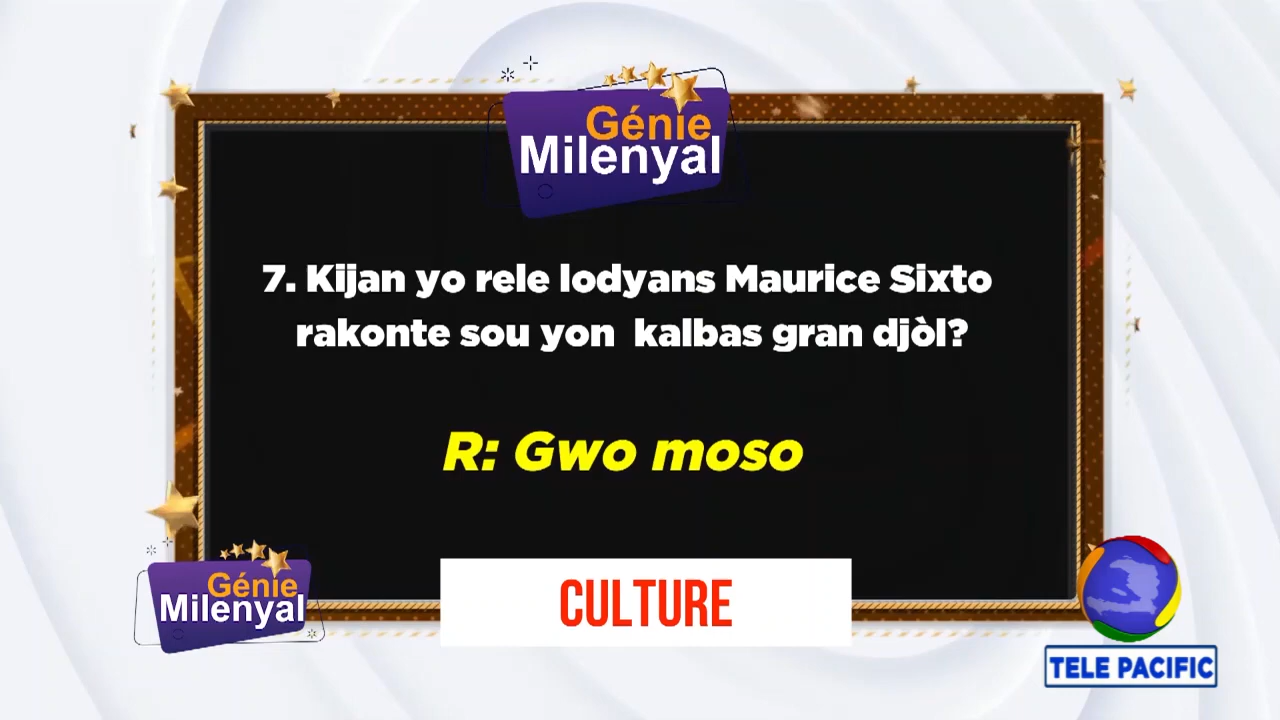 Génie
Milenyal
7. Kijan yo rele lodyans Maurice Sixto
rakonte sou yon kalbas gran djòl?
R: Gwo moso
Génie
Milenyal
CULTURE
TELE PACIFIC